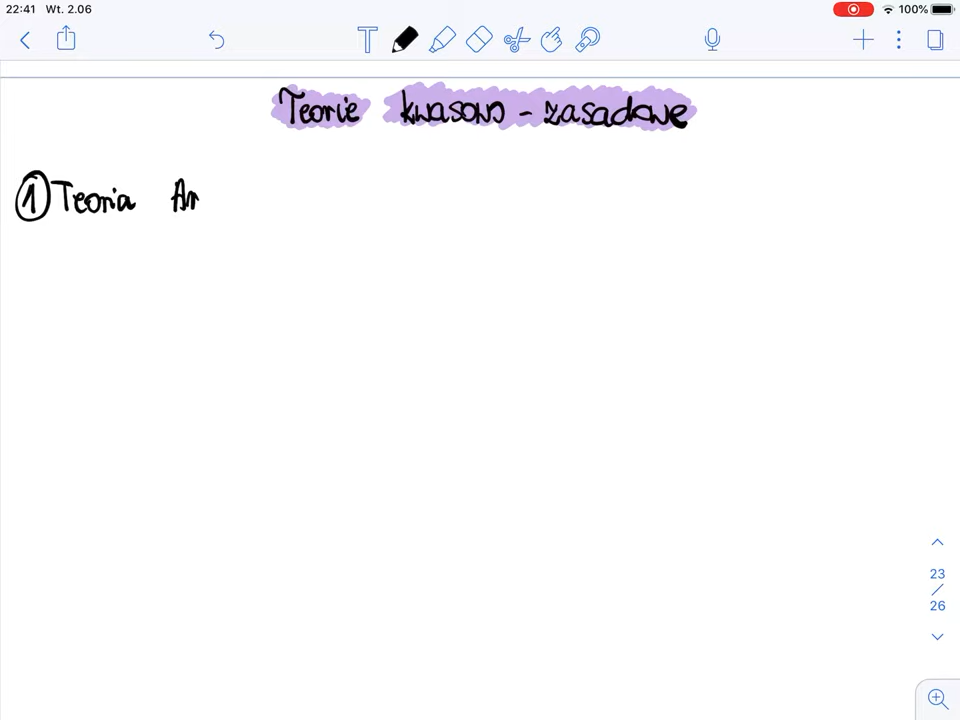 22:41 Wt. 2.06 100%
Teorie kwasowo - zasadowe
1 Teoria Ar
23
/
26